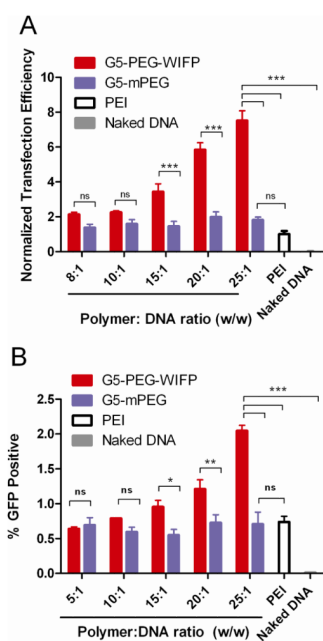 A
G5-PEG-WIFP
G5-mPEG
PEI
Naked DNA
***
***
***
ns
ns
ns
Normalized Transfection Efficiency
10
8
6
4
2
0
8:1
10:1
15:1
20:1
25:1
PEI
Naked DNA
Polymer: DNA ratio (w/w)
B
G5-PEG-WIFP
G5-mPEG
PEI
Naked DNA
***
**
*
ns
ns
ns
% GFP Positive
2.5
2.0
1.5
1.0
0.5
0.0
5:1
10:1
15:1
20:1
25:1
PEI
Naked DNA
Polymer:DNA ratio (w/w)